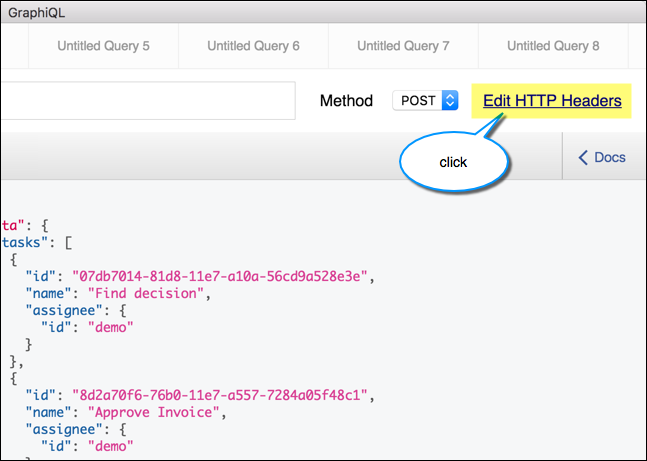 GraphiQL
Untitled Query 5 Untitled Query 6 Untitled Query 7 Untitled Query 8
Method POST Edit HTTP Headers
click
Docs
ta": {
tasks": [
{
"id": "07db7014-81d8-11e7-a10a-56cd9a528e3e",
"name": "Find decision",
"assignee": {
"id": "demo"
}
},
{
"id": "8d2a70f6-76b0-11e7-a557-7284a05f48c1",
"name": "Approve Invoice",
"assignee": {
"id": "demo"
}